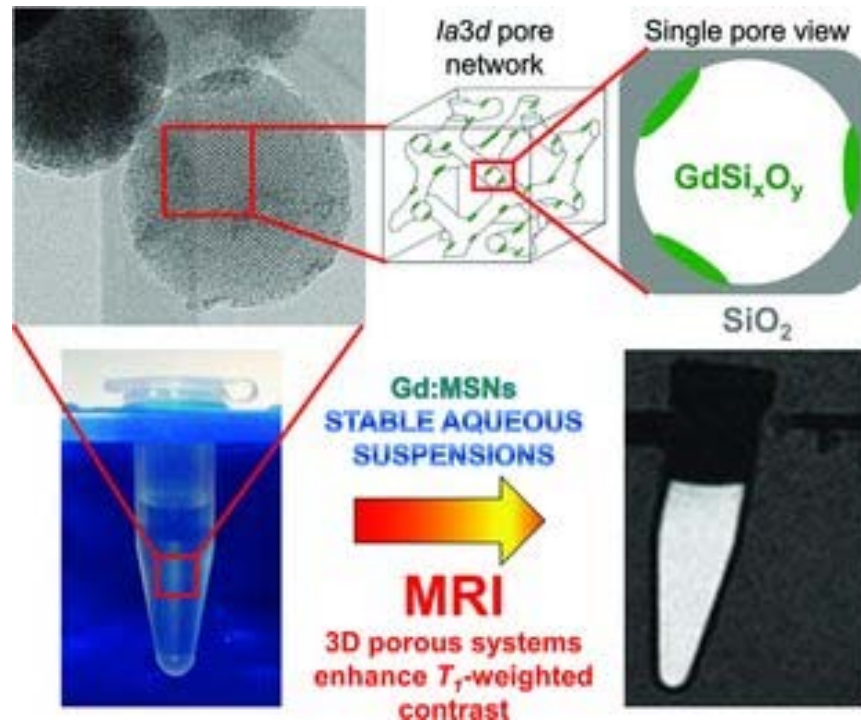 Ia3d pore
network
Single pore view
GdSixOy
SiO2
Gd:MSNs
STABLE AQUEOUS
SUSPENSIONS
MRI
3D porous systems
enhance T1-weighted
contrast